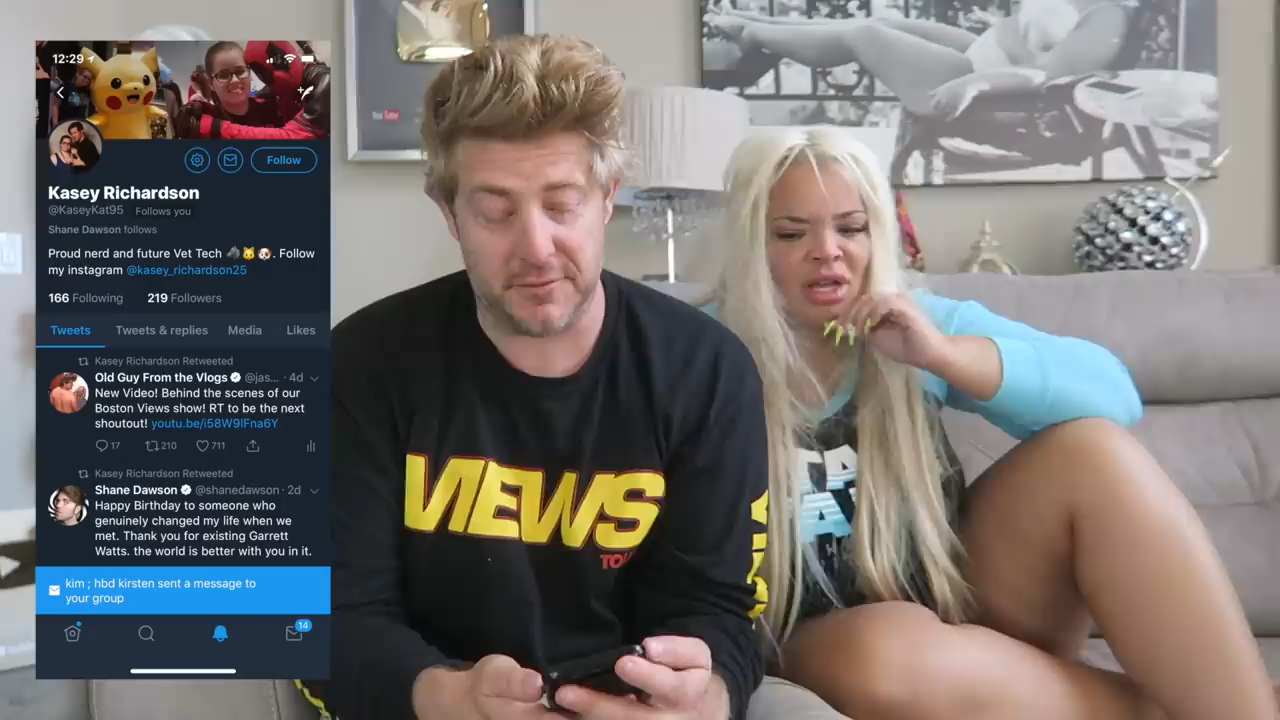 12:29
Follow
Kasey Richardson
@KaseyKat95 Follows you
Shane Dawson follows
Proud nerd and future Vet Tech 🐴🐱🐶. Follow
my instagram @kasey_richardson25
166 Following 219 Followers
Tweets Tweets & replies Media Likes
Kasey Richardson Retweeted
Old Guy From the Vlogs @jas... · 4d
New Video! Behind the scenes of our
Boston Views show! RT to be the next
shoutout! youtu.be/i58W9IFna6Y
17 210 711
Kasey Richardson Retweeted
Shane Dawson @shanedawson · 2d
Happy Birthday to someone who
genuinely changed my life when we
met. Thank you for existing Garrett
Watts. the world is better with you in it.
kim ; hbd kirsten sent a message to
your group
14
YouTube
VIEWS